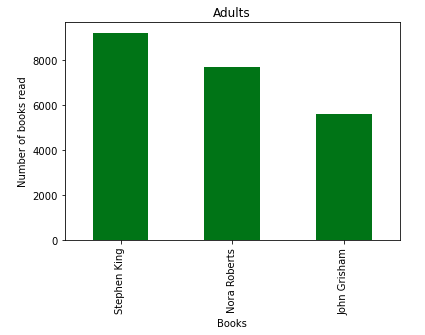 Adults
Number of books read
8000
6000
4000
2000
0
Stephen King
Nora Roberts
John Grisham
Books